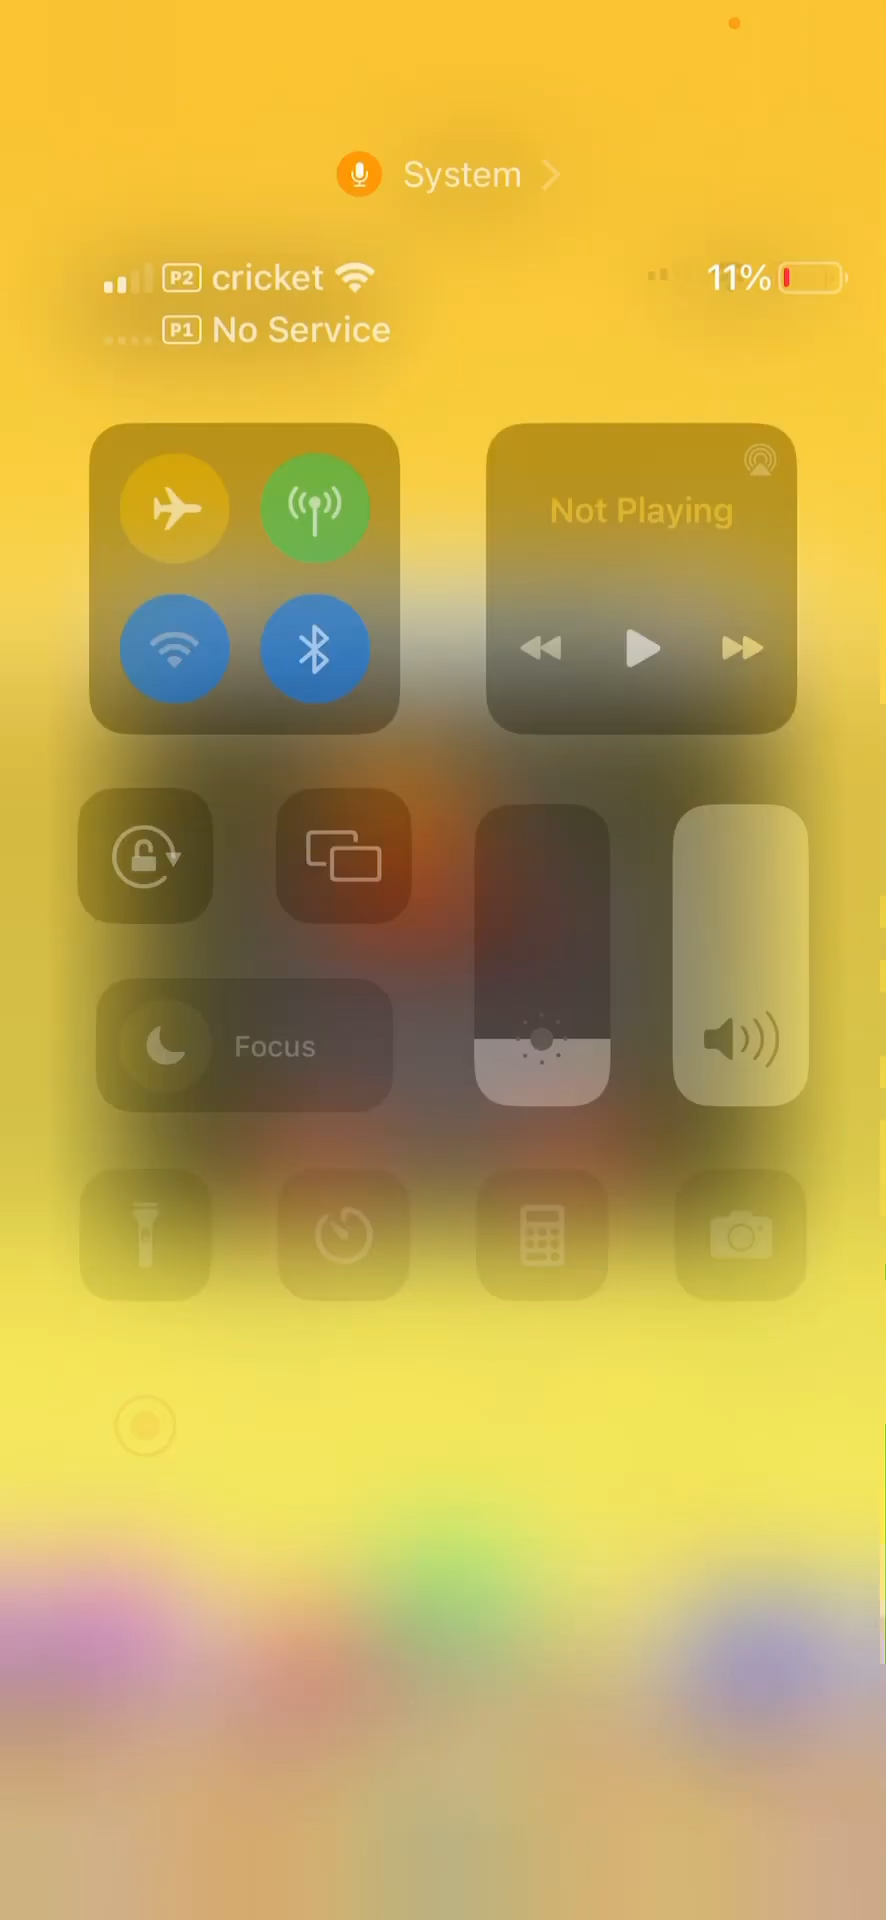 System
P2 cricket 11%
P1 No Service
Not Playing
Focus